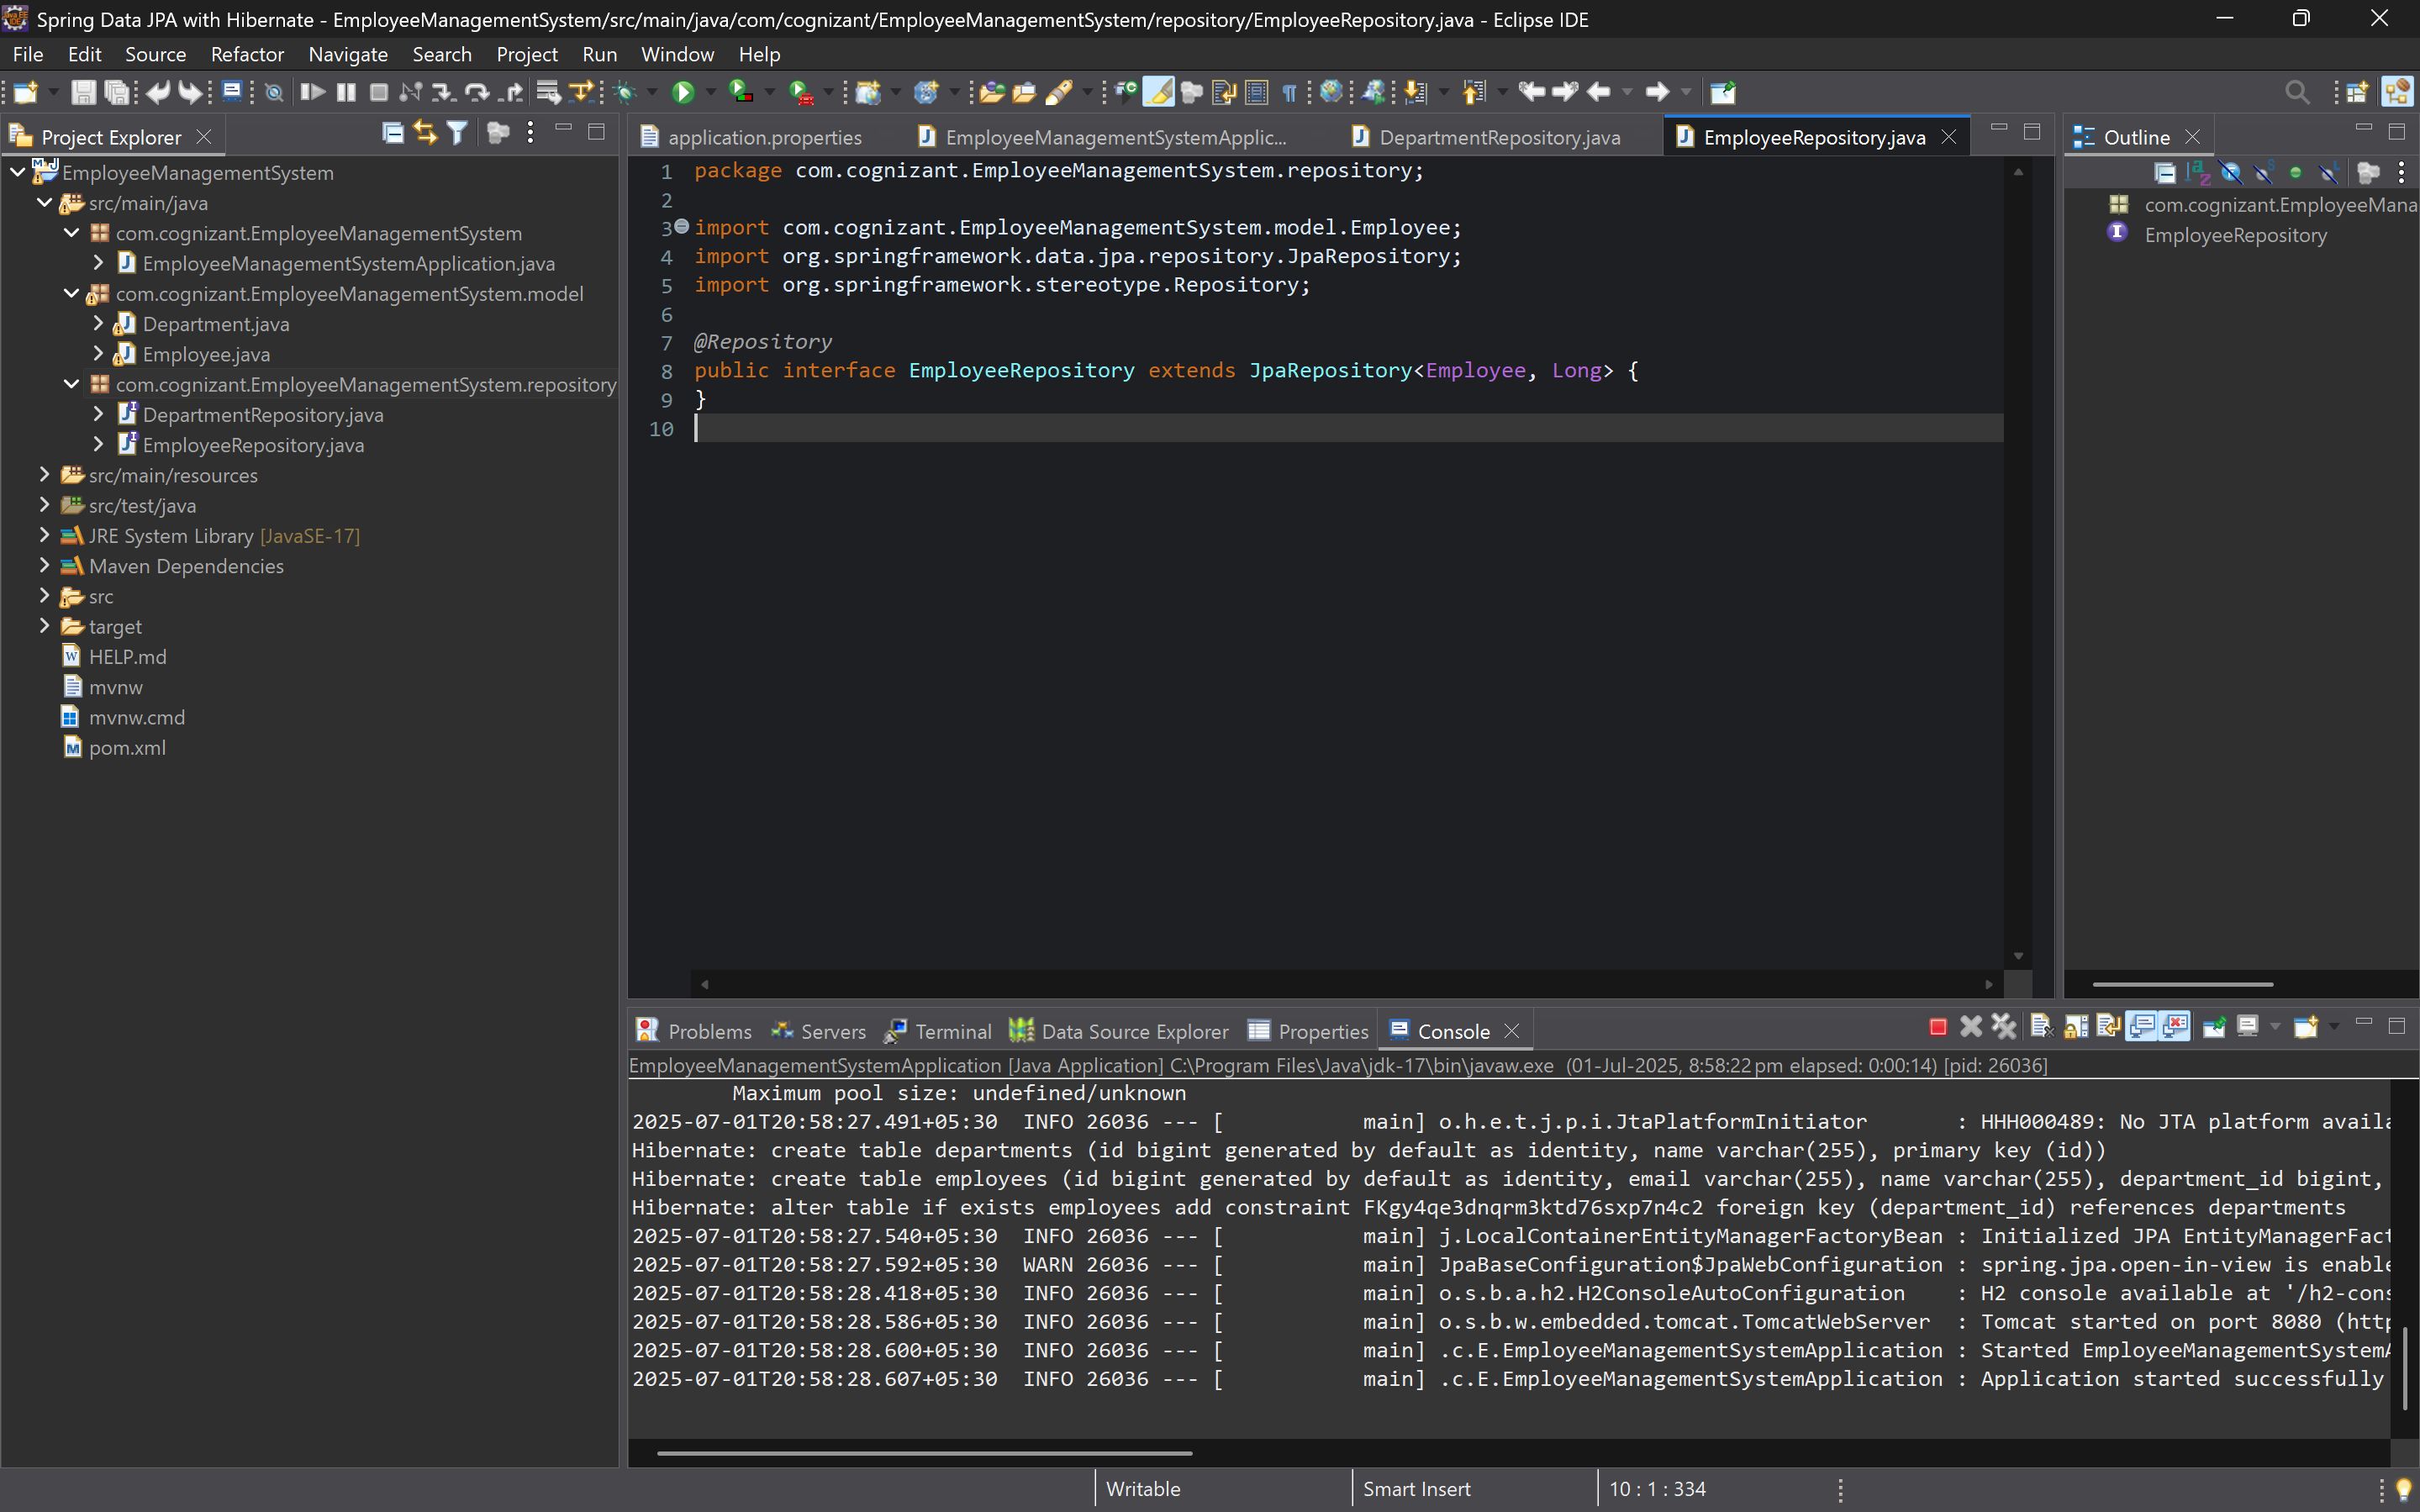 Spring Data JPA with Hibernate - EmployeeManagementSystem/src/main/java/com/cognizant/EmployeeManagementSystem/repository/EmployeeRepository.java - Eclipse IDE
File Edit Source Refactor Navigate Search Project Run Window Help
Project Explorer
EmployeeManagementSystem
src/main/java
com.cognizant.EmployeeManagementSystem
EmployeeManagementSystemApplication.java
com.cognizant.EmployeeManagementSystem.model
Department.java
Employee.java
com.cognizant.EmployeeManagementSystem.repository
DepartmentRepository.java
EmployeeRepository.java
src/main/resources
src/test/java
JRE System Library [JavaSE-17]
Maven Dependencies
src
target
HELP.md
mvnw
mvnw.cmd
pom.xml
application.properties EmployeeManagementSystemApplic... DepartmentRepository.java EmployeeRepository.java
1 package com.cognizant.EmployeeManagementSystem.repository;
2
3 import com.cognizant.EmployeeManagementSystem.model.Employee;
4 import org.springframework.data.jpa.repository.JpaRepository;
5 import org.springframework.stereotype.Repository;
6
7 @Repository
8 public interface EmployeeRepository extends JpaRepository<Employee, Long> {
9 }
10
Outline
com.cognizant.EmployeeMana
EmployeeRepository
Problems Servers Terminal Data Source Explorer Properties Console
EmployeeManagementSystemApplication [Java Application] C:\Program Files\Java\jdk-17\bin\javaw.exe (01-Jul-2025, 8:58:22 pm elapsed: 0:00:14) [pid: 26036]
Maximum pool size: undefined/unknown
2025-07-01T20:58:27.491+05:30 INFO 26036 --- [ main] o.h.e.t.j.p.i.JtaPlatformInitiator : HHH000489: No JTA platform availa
Hibernate: create table departments (id bigint generated by default as identity, name varchar(255), primary key (id))
Hibernate: create table employees (id bigint generated by default as identity, email varchar(255), name varchar(255), department_id bigint,
Hibernate: alter table if exists employees add constraint FKgy4qe3dnqrm3ktd76sxp7n4c2 foreign key (department_id) references departments
2025-07-01T20:58:27.540+05:30 INFO 26036 --- [ main] j.LocalContainerEntityManagerFactoryBean : Initialized JPA EntityManagerFact
2025-07-01T20:58:27.592+05:30 WARN 26036 --- [ main] JpaBaseConfiguration$JpaWebConfiguration : spring.jpa.open-in-view is enable
2025-07-01T20:58:28.418+05:30 INFO 26036 --- [ main] o.s.b.a.h2.H2ConsoleAutoConfiguration : H2 console available at '/h2-cons
2025-07-01T20:58:28.586+05:30 INFO 26036 --- [ main] o.s.b.w.embedded.tomcat.TomcatWebServer : Tomcat started on port 8080 (http
2025-07-01T20:58:28.600+05:30 INFO 26036 --- [ main] .c.E.EmployeeManagementSystemApplication : Started EmployeeManagementSystemA
2025-07-01T20:58:28.607+05:30 INFO 26036 --- [ main] .c.E.EmployeeManagementSystemApplication : Application started successfully
Writable Smart Insert 10 : 1 : 334